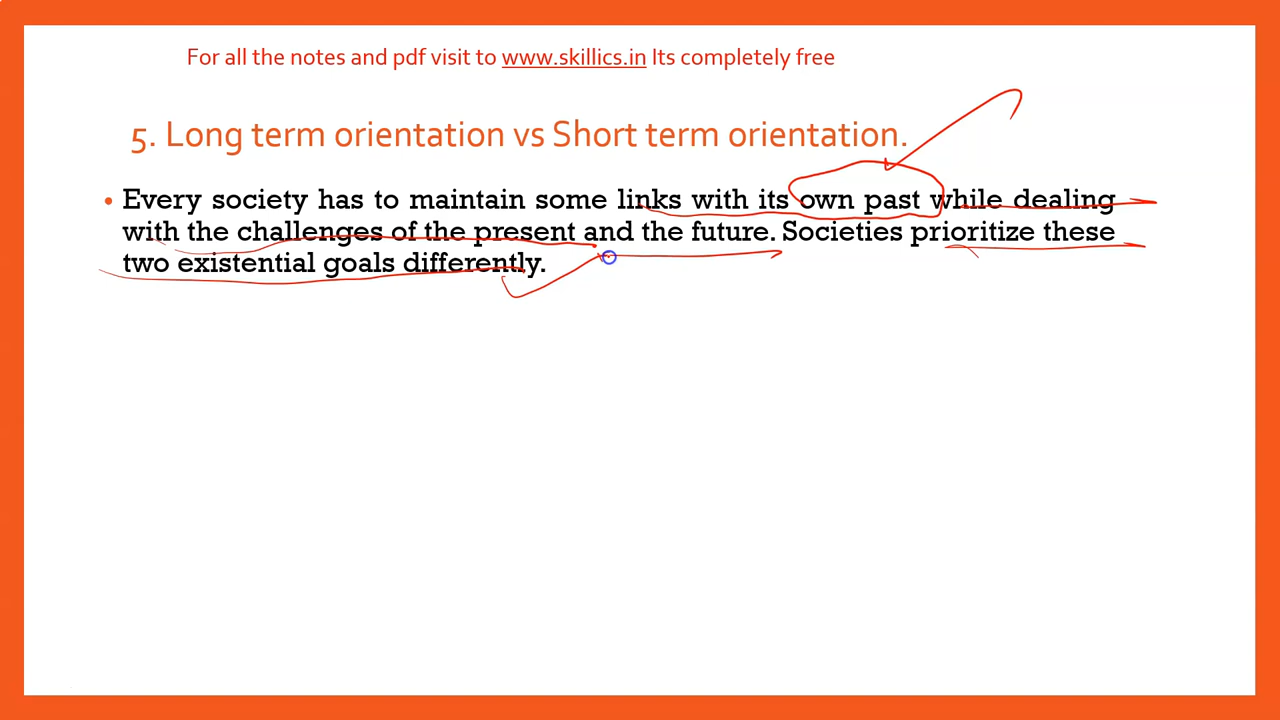 For all the notes and pdf visit to www.skillics.in Its completely free
5. Long term orientation vs Short term orientation.
• Every society has to maintain some links with its own past while dealing
with the challenges of the present and the future. Societies prioritize these
two existential goals differently.